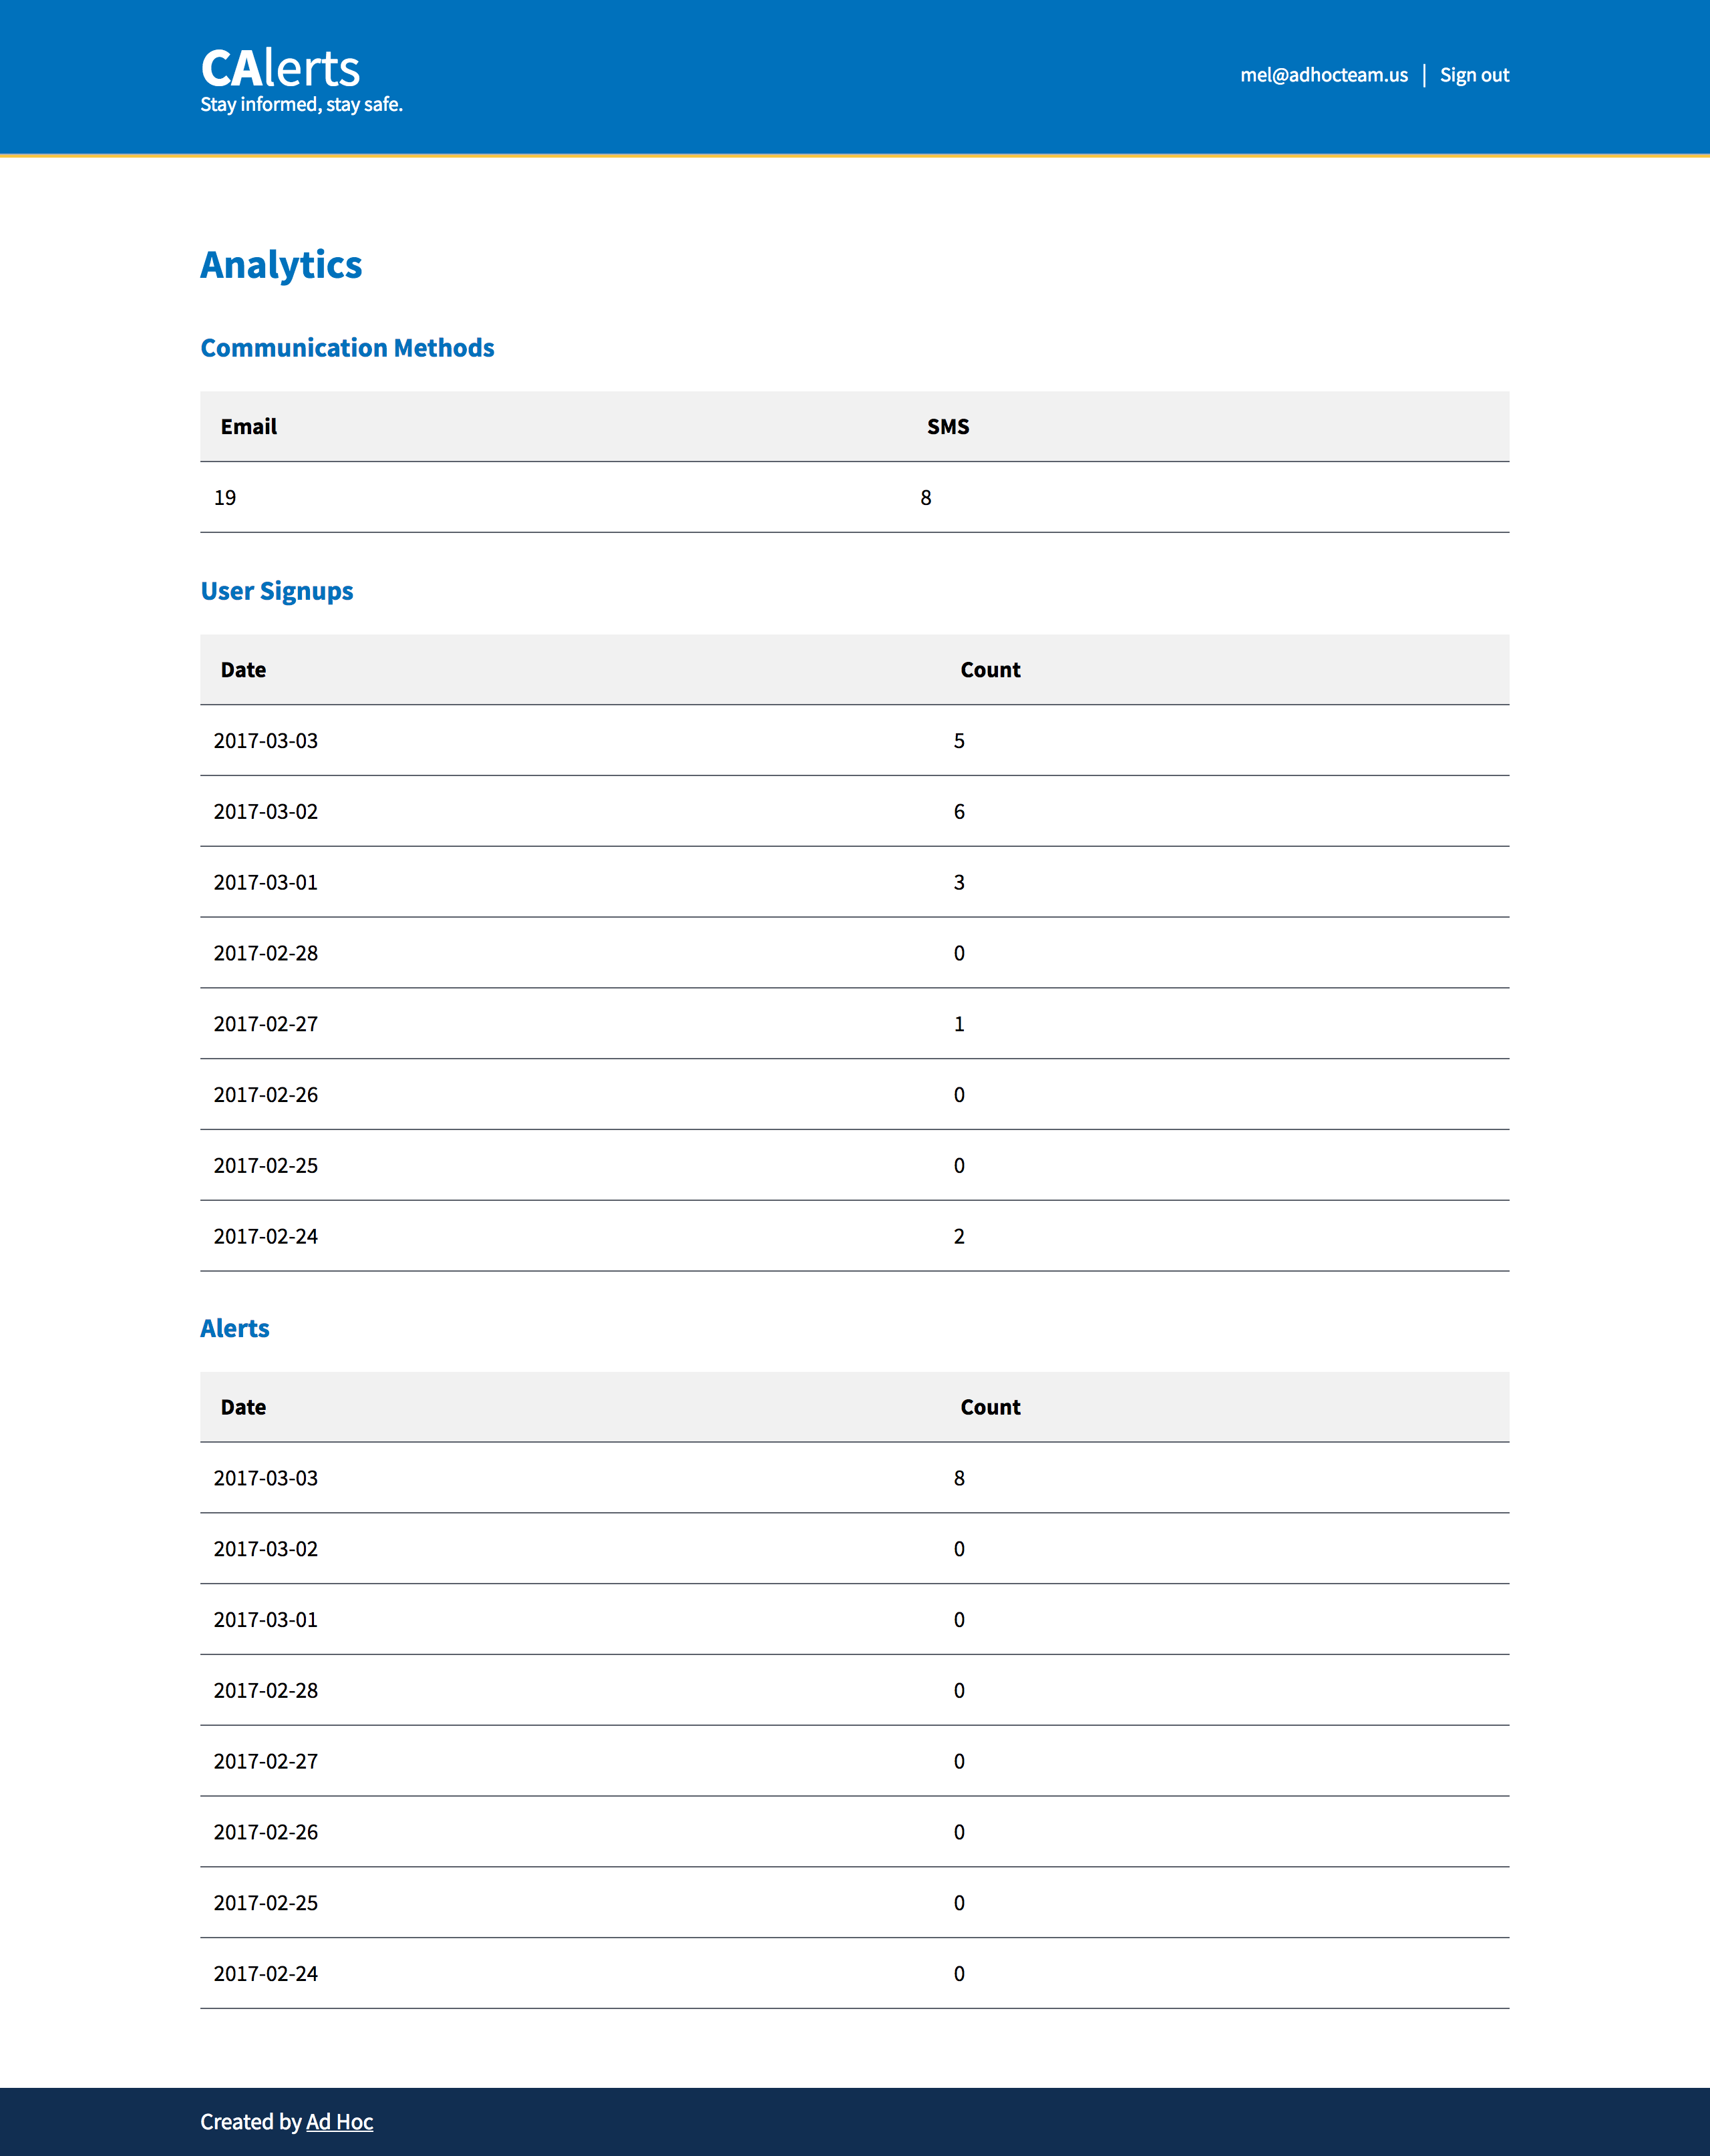 CAlerts
Stay informed, stay safe.
mel@adhocteam.us | Sign out
Analytics
Communication Methods
Email SMS
19 8
User Signups
Date Count
2017-03-03 5
2017-03-02 6
2017-03-01 3
2017-02-28 0
2017-02-27 1
2017-02-26 0
2017-02-25 0
2017-02-24 2
Alerts
Date Count
2017-03-03 8
2017-03-02 0
2017-03-01 0
2017-02-28 0
2017-02-27 0
2017-02-26 0
2017-02-25 0
2017-02-24 0
Created by Ad Hoc